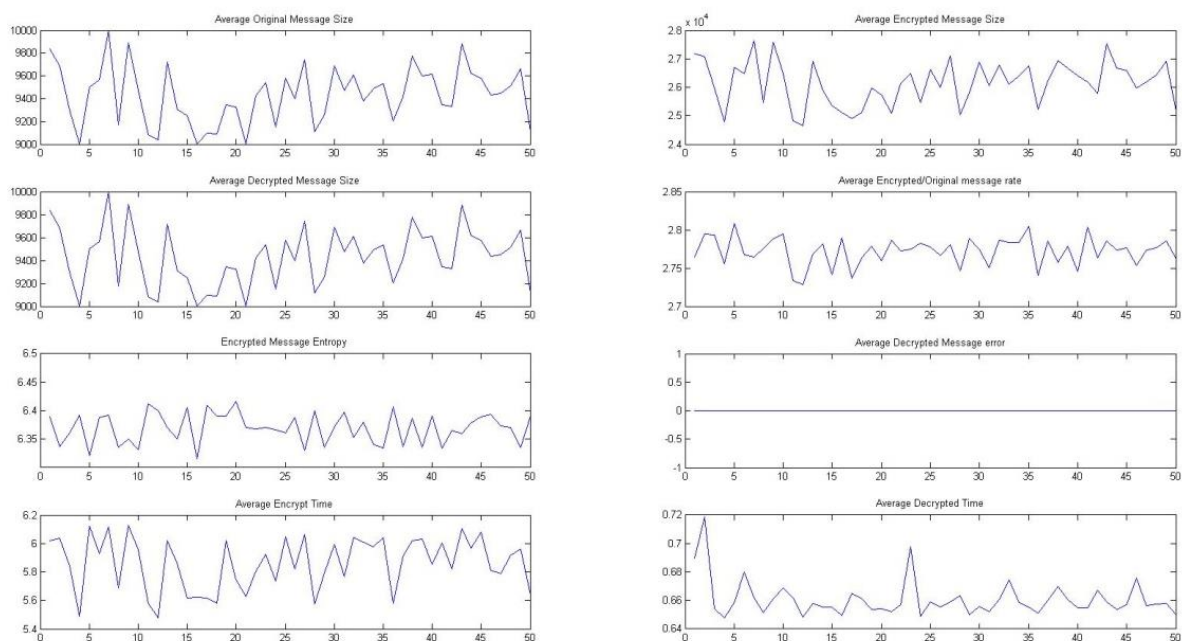 Average Original Message Size
10000
9800
9600
9400
9200
9000
0 5 10 15 20 25 30 35 40 45 50
Average Encrypted Message Size
x 10^4
2.8
2.7
2.6
2.5
2.4
0 5 10 15 20 25 30 35 40 45 50
Average Decrypted Message Size
10000
9800
9600
9400
9200
9000
0 5 10 15 20 25 30 35 40 45 50
Average Encrypted/Original message rate
2.85
2.8
2.75
2.7
0 5 10 15 20 25 30 35 40 45 50
Encrypted Message Entropy
6.5
6.45
6.4
6.35
0 5 10 15 20 25 30 35 40 45 50
Average Decrypted Message error
1
0.5
0
-0.5
-1
0 5 10 15 20 25 30 35 40 45 50
Average Encrypt Time
6.2
6
5.8
5.6
5.4
0 5 10 15 20 25 30 35 40 45 50
Average Decrypted Time
0.72
0.7
0.68
0.66
0.64
0 5 10 15 20 25 30 35 40 45 50